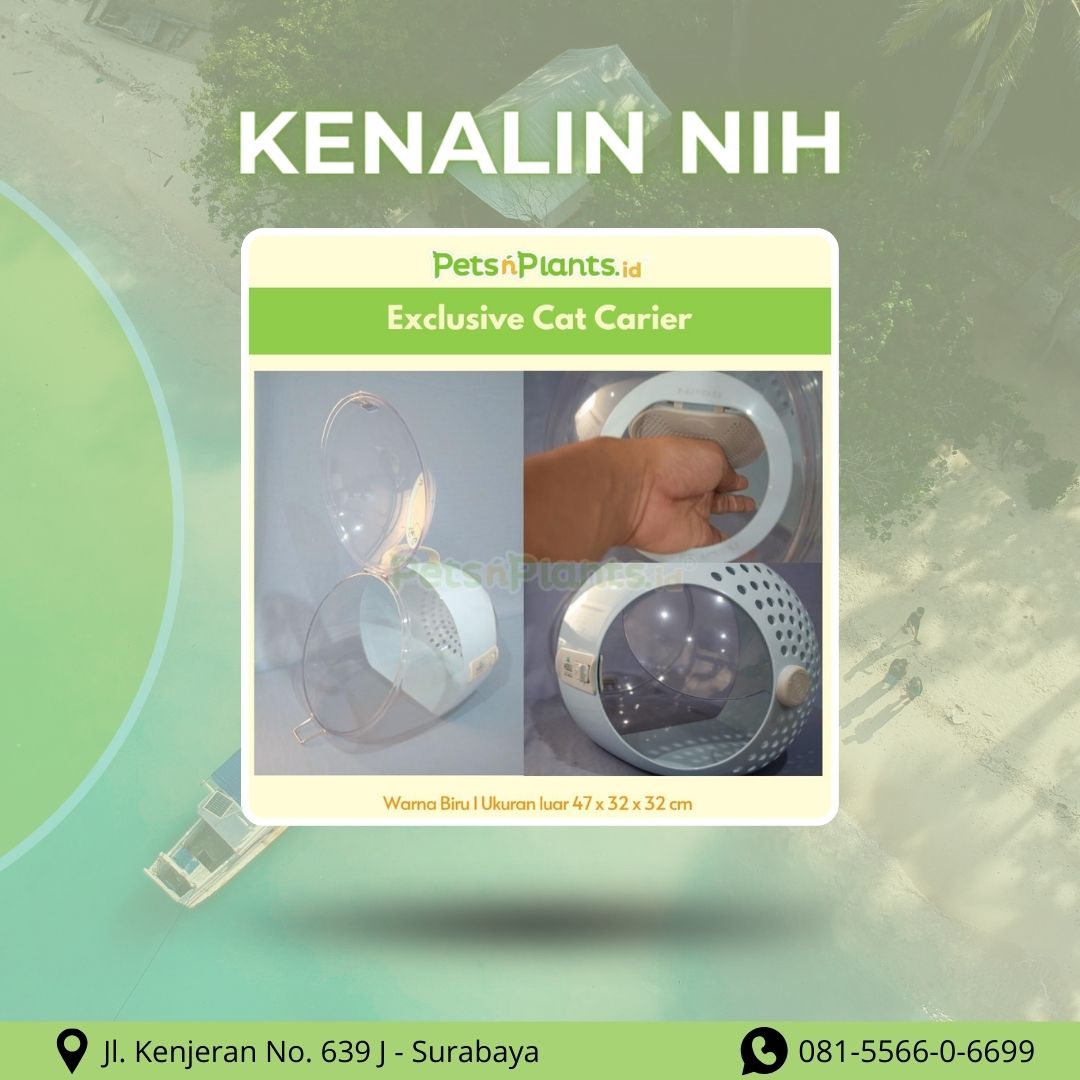 KENALIN NIH
PetsnPlants.id
Exclusive Cat Carier
PetsnPlants.id
Warna Biru | Ukuran luar 47 x 32 x 32 cm
Jl. Kenjeran No. 639 J - Surabaya
081-5566-0-6699